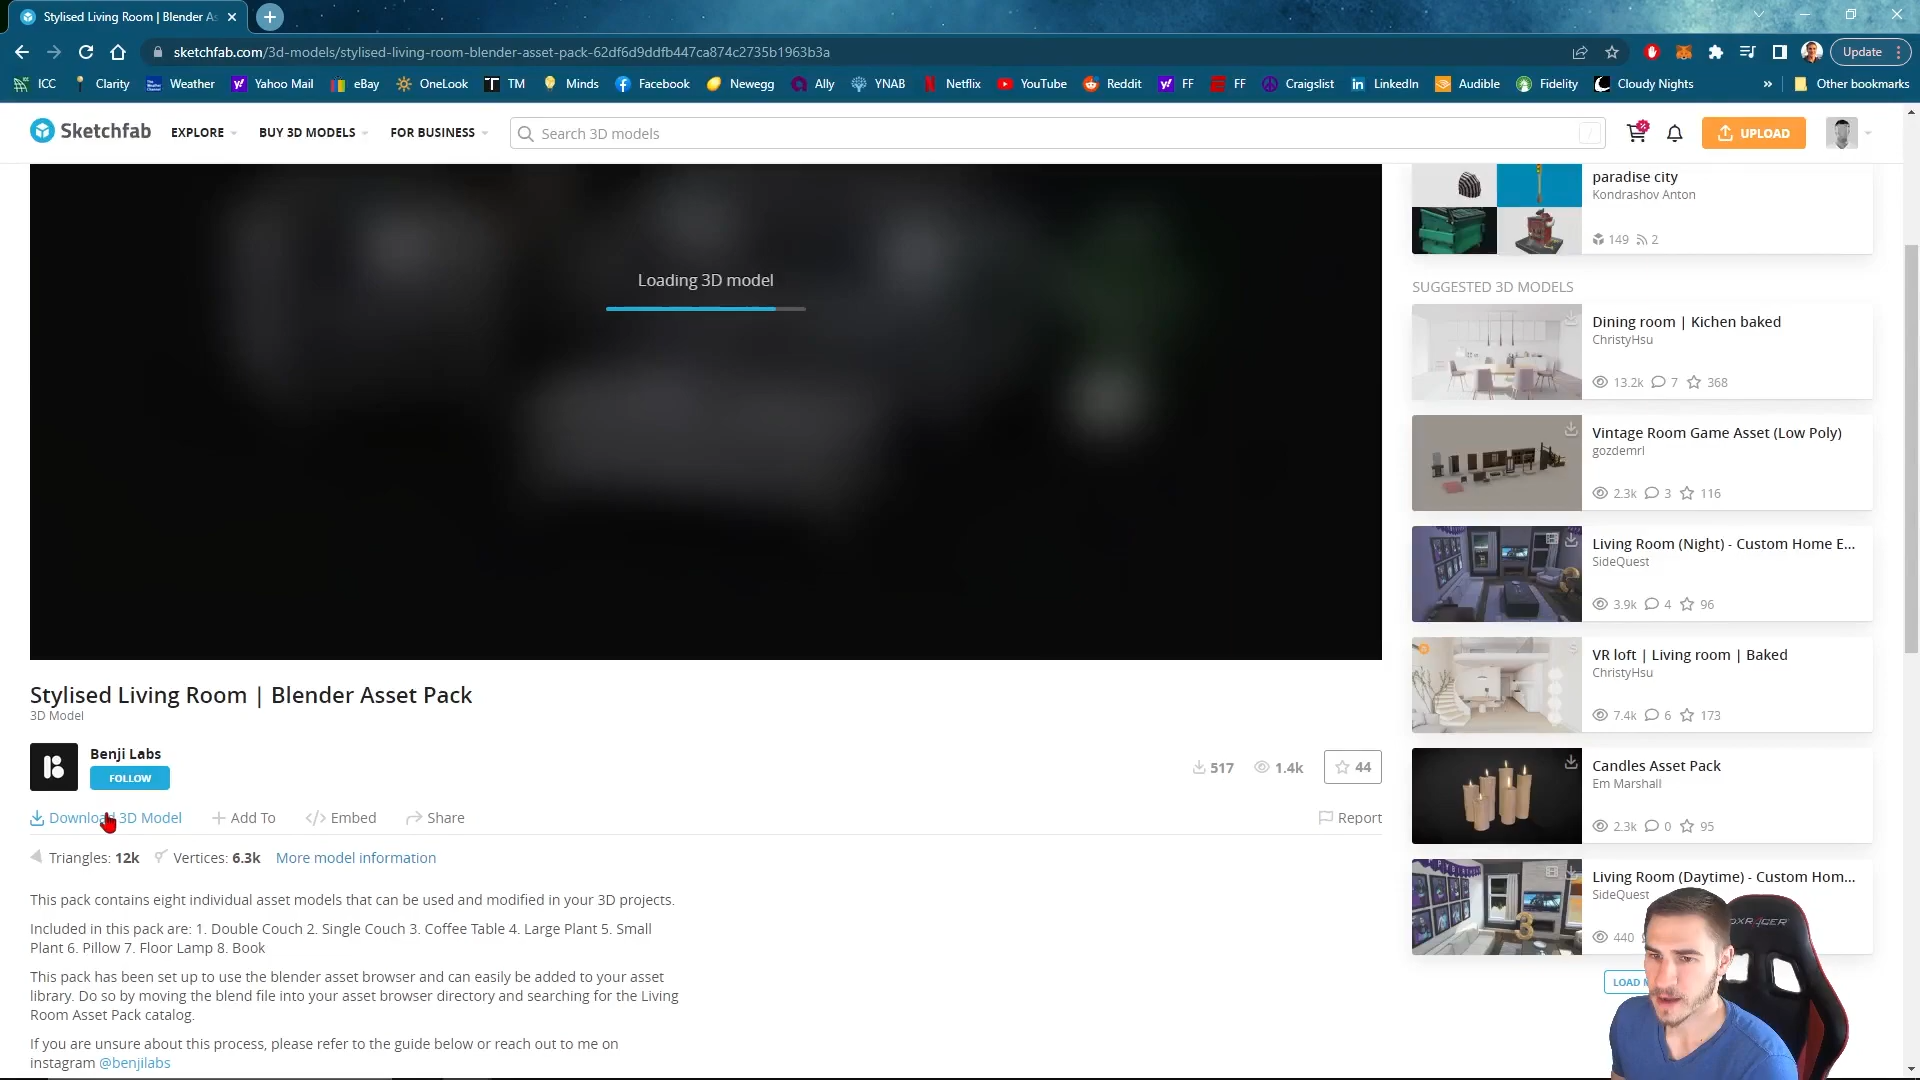 Stylised Living Room | Blender As
sketchfab.com/3d-models/stylised-living-room-blender-asset-pack-62df6d9ddfb447ca874c2735b1963b3a
Update
ICC Clarity Weather Yahoo Mail eBay OneLook TM Minds Facebook Newegg Ally YNAB Netflix YouTube Reddit FF FF Craigslist LinkedIn Audible Fidelity Cloudy Nights » Other bookmarks
Sketchfab EXPLORE BUY 3D MODELS FOR BUSINESS Search 3D models / UPLOAD
Loading 3D model
Stylised Living Room | Blender Asset Pack
3D Model
Benji Labs
FOLLOW
517 1.4k 44
Download 3D Model Add To </> Embed Share Report
Triangles: 12k Vertices: 6.3k More model information
This pack contains eight individual asset models that can be used and modified in your 3D projects.
Included in this pack are: 1. Double Couch 2. Single Couch 3. Coffee Table 4. Large Plant 5. Small
Plant 6. Pillow 7. Floor Lamp 8. Book
This pack has been set up to use the blender asset browser and can easily be added to your asset
library. Do so by moving the blend file into your asset browser directory and searching for the Living
Room Asset Pack catalog.
If you are unsure about this process, please refer to the guide below or reach out to me on
instagram @benjilabs
paradise city
Kondrashov Anton
149 2
SUGGESTED 3D MODELS
Dining room | Kichen baked
ChristyHsu
13.2k 7 368
Vintage Room Game Asset (Low Poly)
gozdemrl
2.3k 3 116
Living Room (Night) - Custom Home E...
SideQuest
3.9k 4 96
VR loft | Living room | Baked
ChristyHsu
7.4k 6 173
Candles Asset Pack
Em Marshall
2.3k 0 95
Living Room (Daytime) - Custom Hom...
SideQuest
440
LOAD